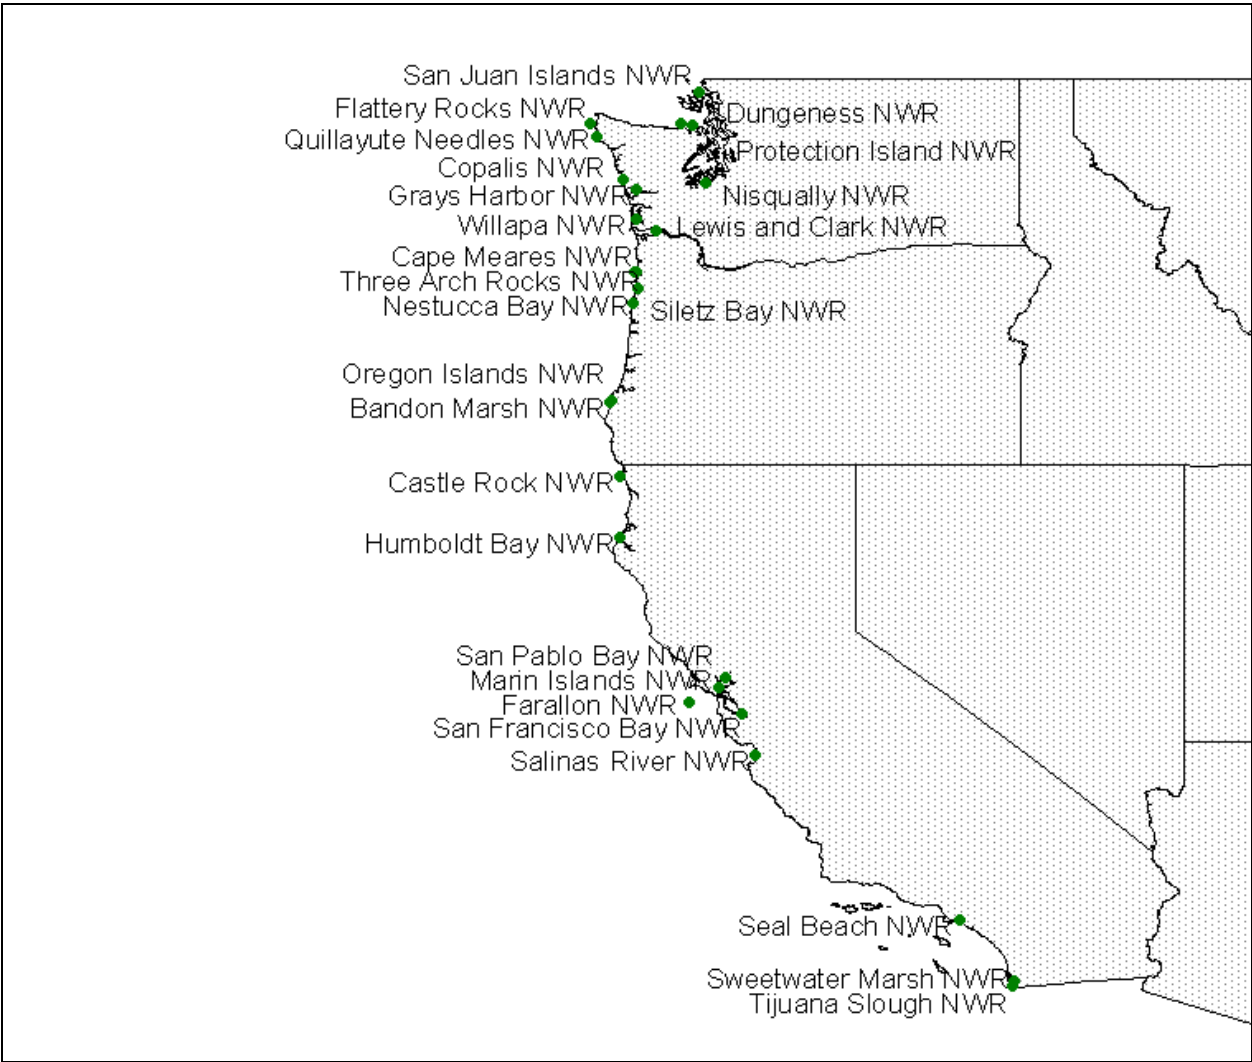 San Juan Islands NWR
Flattery Rocks NWR
Dungeness NWR
Quillayute Needles NWR
Protection Island NWR
Copalis NWR
Grays Harbor NWR
Nisqually NWR
Willapa NWR
Lewis and Clark NWR
Cape Meares NWR
Three Arch Rocks NWR
Nestucca Bay NWR
Siletz Bay NWR
Oregon Islands NWR
Bandon Marsh NWR
Castle Rock NWR
Humboldt Bay NWR
San Pablo Bay NWR
Marin Islands NWR
Farallon NWR
San Francisco Bay NWR
Salinas River NWR
Seal Beach NWR
Sweetwater Marsh NWR
Tijuana Slough NWR